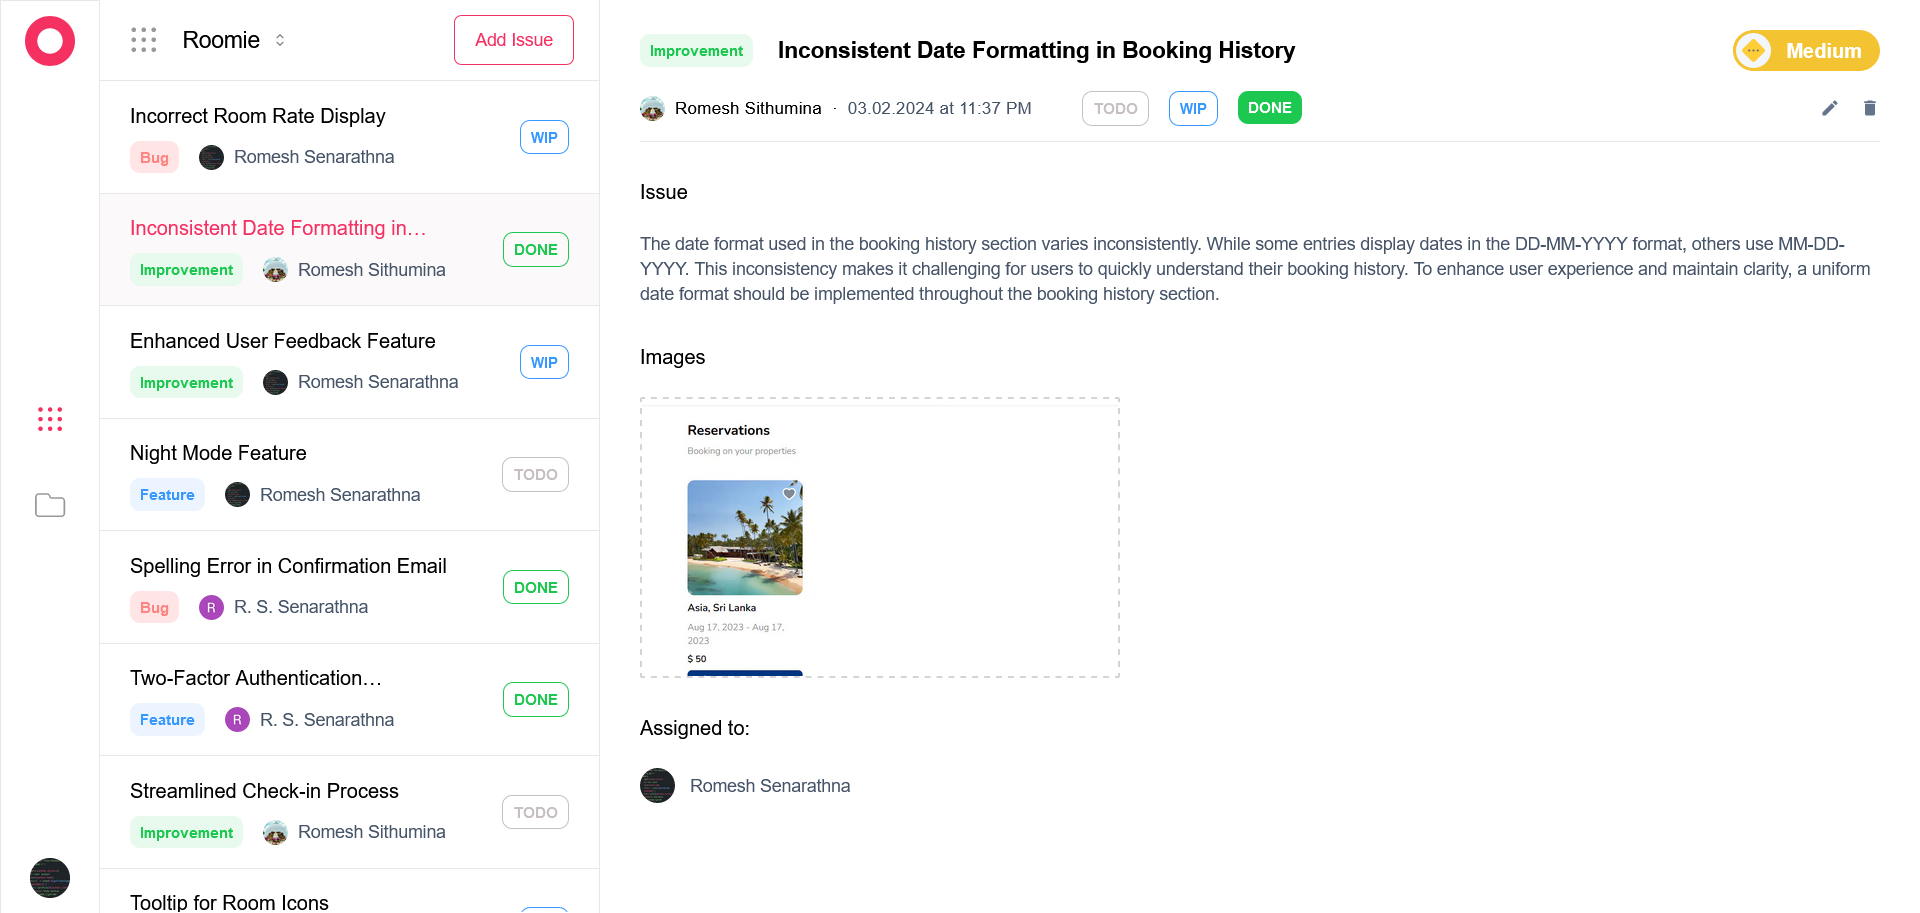 Roomie
Add Issue
Incorrect Room Rate Display
Bug
Romesh Senarathna
WIP
Inconsistent Date Formatting in…
Improvement
Romesh Sithumina
DONE
Enhanced User Feedback Feature
Improvement
Romesh Senarathna
WIP
Night Mode Feature
Feature
Romesh Senarathna
TODO
Spelling Error in Confirmation Email
Bug
R
R. S. Senarathna
DONE
Two-Factor Authentication…
Feature
R
R. S. Senarathna
DONE
Streamlined Check-in Process
Improvement
Romesh Sithumina
TODO
Tooltip for Room Icons
Improvement
Inconsistent Date Formatting in Booking History
Medium
Romesh Sithumina · 03.02.2024 at 11:37 PM
TODO
WIP
DONE
Issue
The date format used in the booking history section varies inconsistently. While some entries display dates in the DD-MM-YYYY format, others use MM-DD-
YYYY. This inconsistency makes it challenging for users to quickly understand their booking history. To enhance user experience and maintain clarity, a uniform
date format should be implemented throughout the booking history section.
Images
Reservations
Booking on your properties
Asia, Sri Lanka
Aug 17, 2023 - Aug 17,
2023
$ 50
Assigned to:
Romesh Senarathna